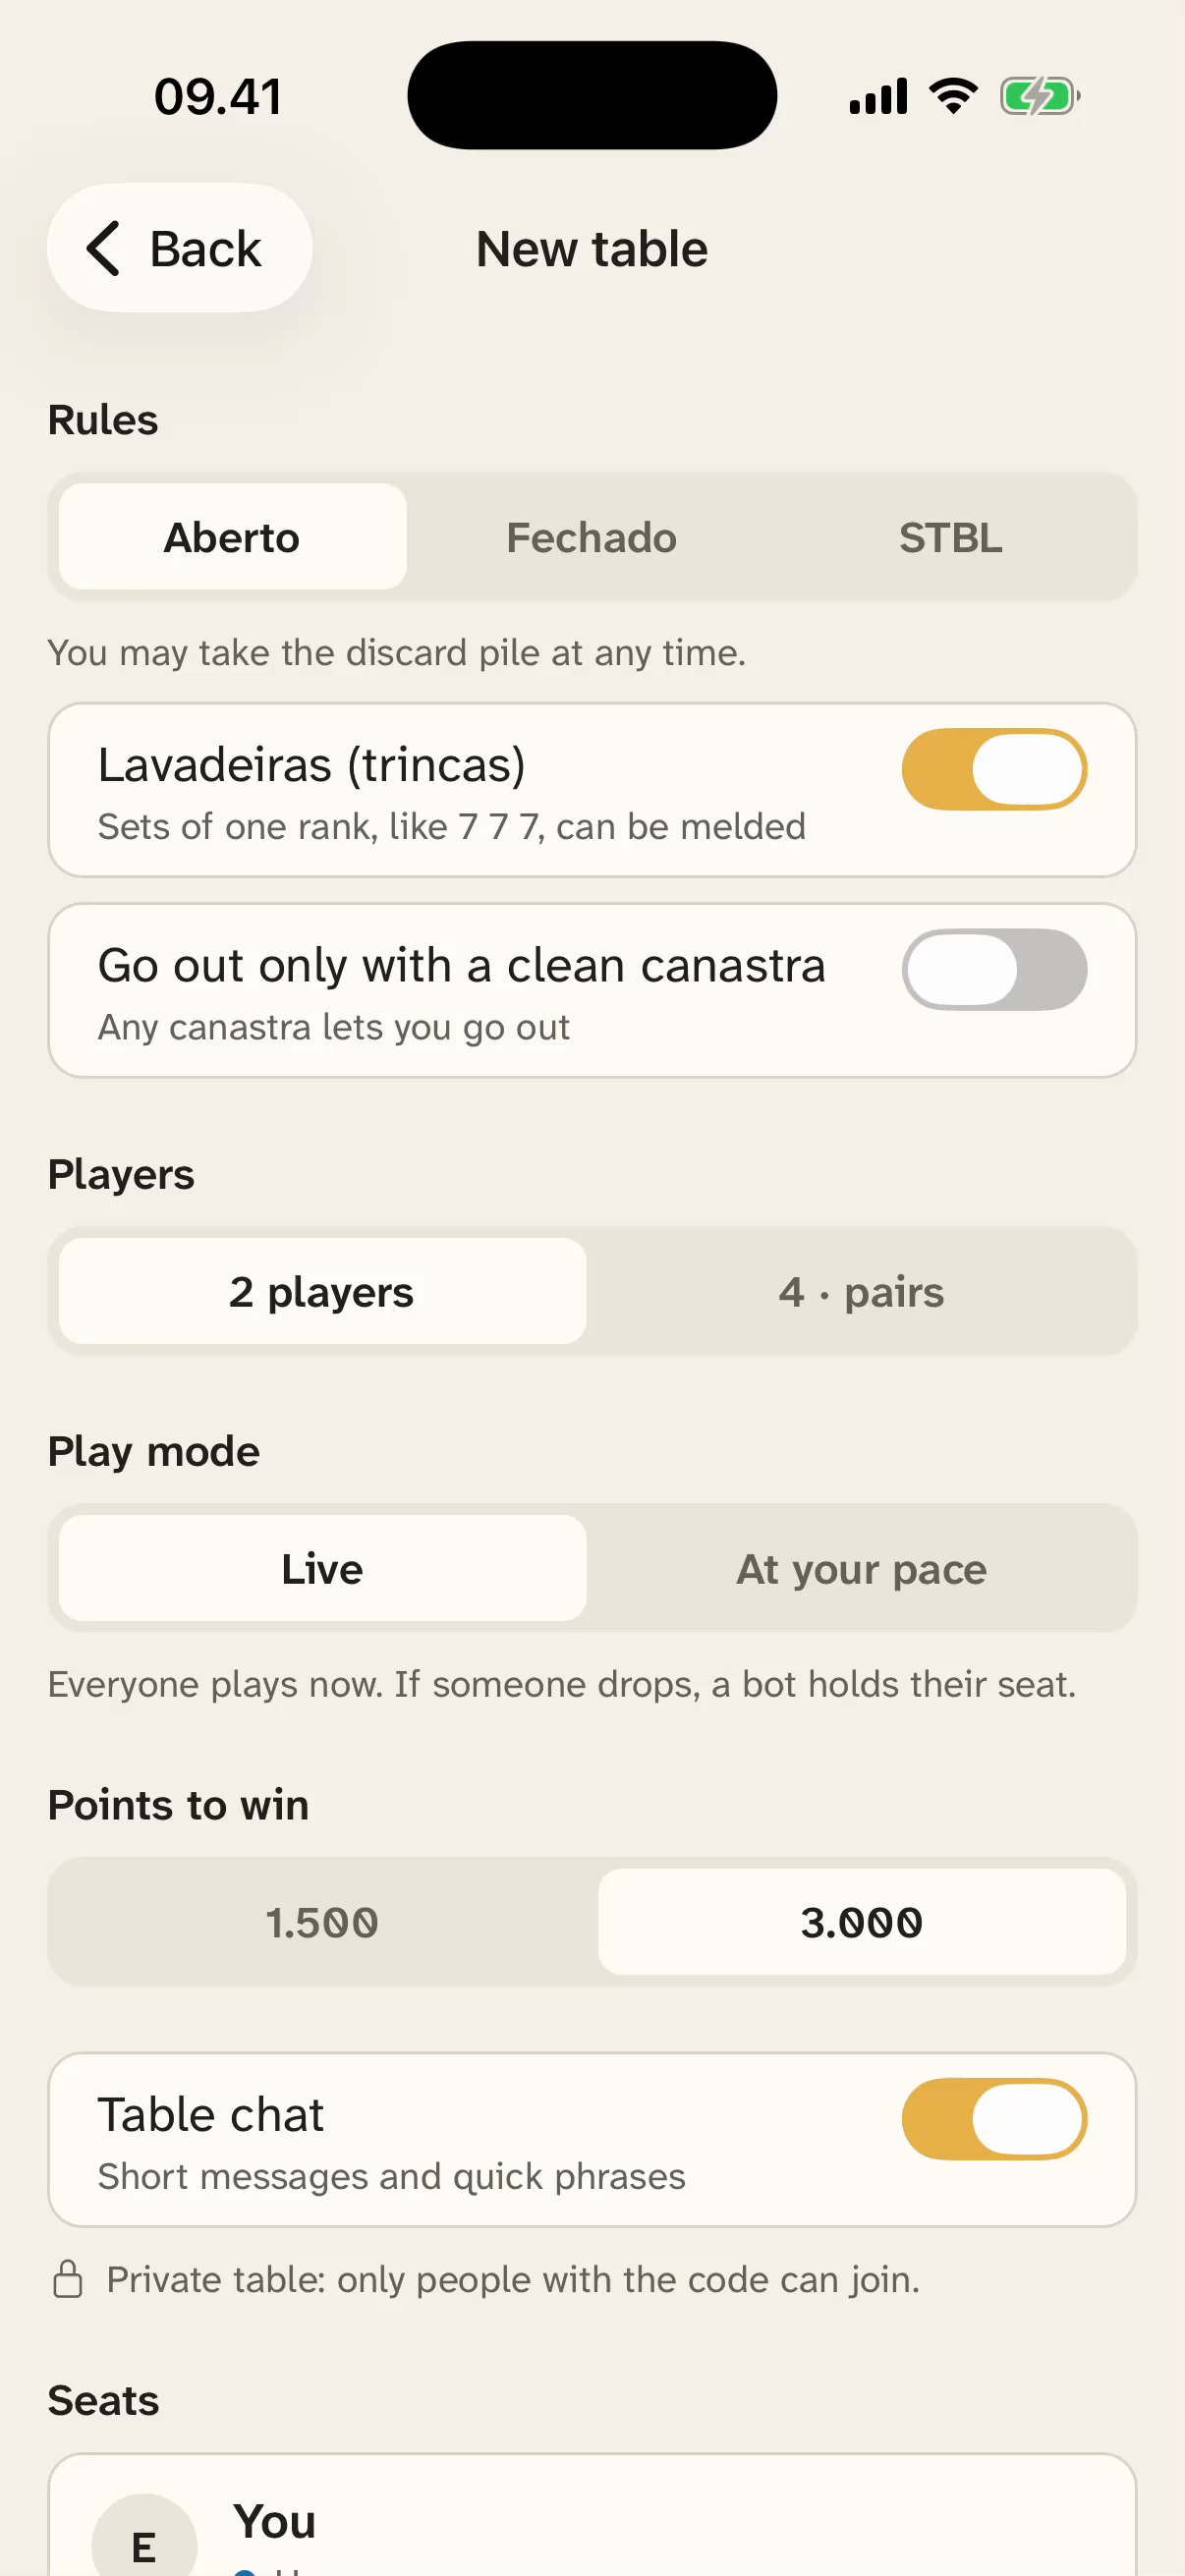 09.41
Back
New table
Rules
Aberto
Fechado
STBL
You may take the discard pile at any time.
Lavadeiras (trincas)
Sets of one rank, like 7 7 7, can be melded
Go out only with a clean canastra
Any canastra lets you go out
Players
2 players
4 · pairs
Play mode
Live
At your pace
Everyone plays now. If someone drops, a bot holds their seat.
Points to win
1.500
3.000
Table chat
Short messages and quick phrases
Private table: only people with the code can join.
Seats
E
You